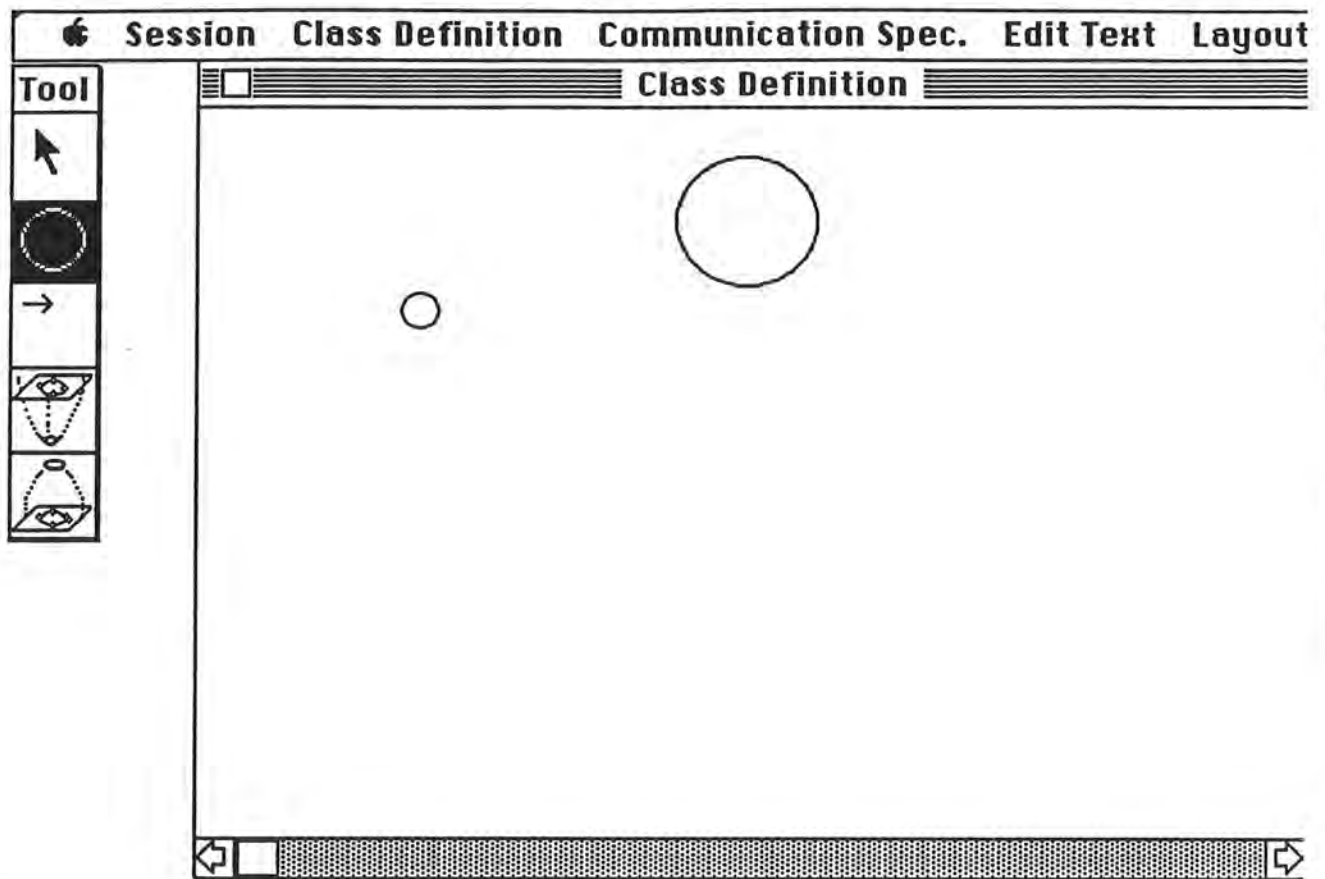 Session Class Definition Communication Spec. Edit Text Layout
Tool
Class Definition